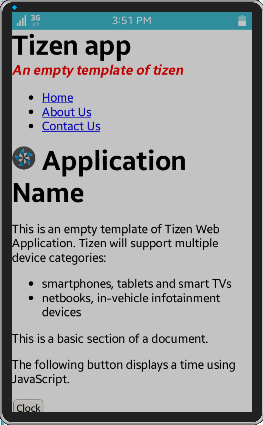 3G
3:51 PM
Tizen app
An empty template of tizen
Home
About Us
Contact Us
Application
Name
This is an empty template of Tizen Web
Application. Tizen will support multiple
device categories:
smartphones, tablets and smart TVs
netbooks, in-vehicle infotainment
devices
This is a basic section of a document.
The following button displays a time using
JavaScript.
Clock